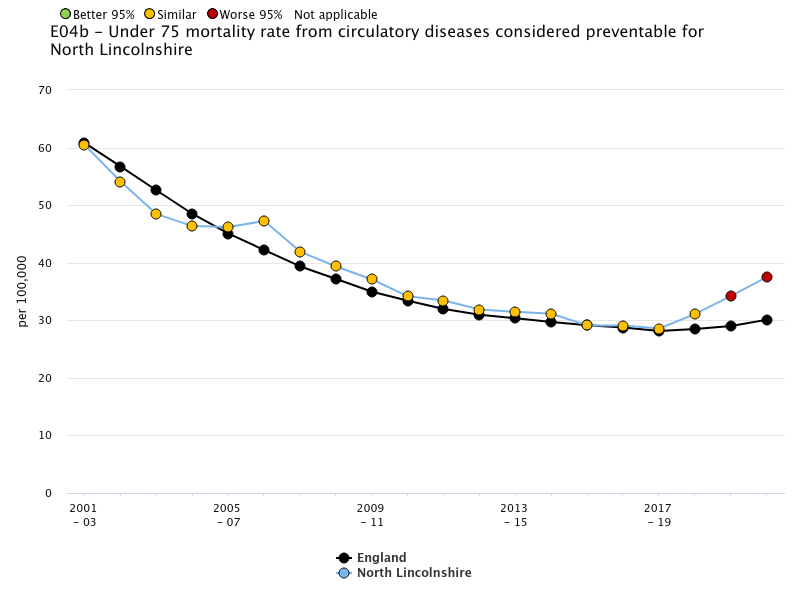 Better 95% Similar Worse 95% Not applicable
E04b – Under 75 mortality rate from circulatory diseases considered preventable for
North Lincolnshire
70
60
50
40
30
20
10
0
per 100,000
2001 2005 2009 2013 2017
– 03 – 07 – 11 – 15 – 19
England
North Lincolnshire